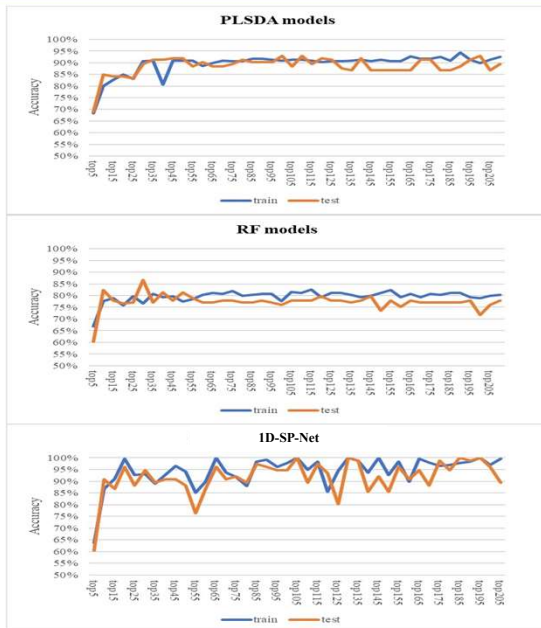 PLSDA models
100%
95%
90%
85%
80%
75%
70%
65%
60%
55%
50%
Accuracy
top5
top15
top25
top35
top45
top55
top65
top75
top85
top95
top105
top115
top125
top135
top145
top155
top165
top175
top185
top195
top205
train test
RF models
100%
95%
90%
85%
80%
75%
70%
65%
60%
55%
50%
Accuracy
top5
top15
top25
top35
top45
top55
top65
top75
top85
top95
top105
top115
top125
top135
top145
top155
top165
top175
top185
top195
top205
train test
1D-SP-Net
100%
95%
90%
85%
80%
75%
70%
65%
60%
55%
50%
Accuracy
top5
top15
top25
top35
top45
top55
top65
top75
top85
top95
top105
top115
top125
top135
top145
top155
top165
top175
top185
top195
top205
train test